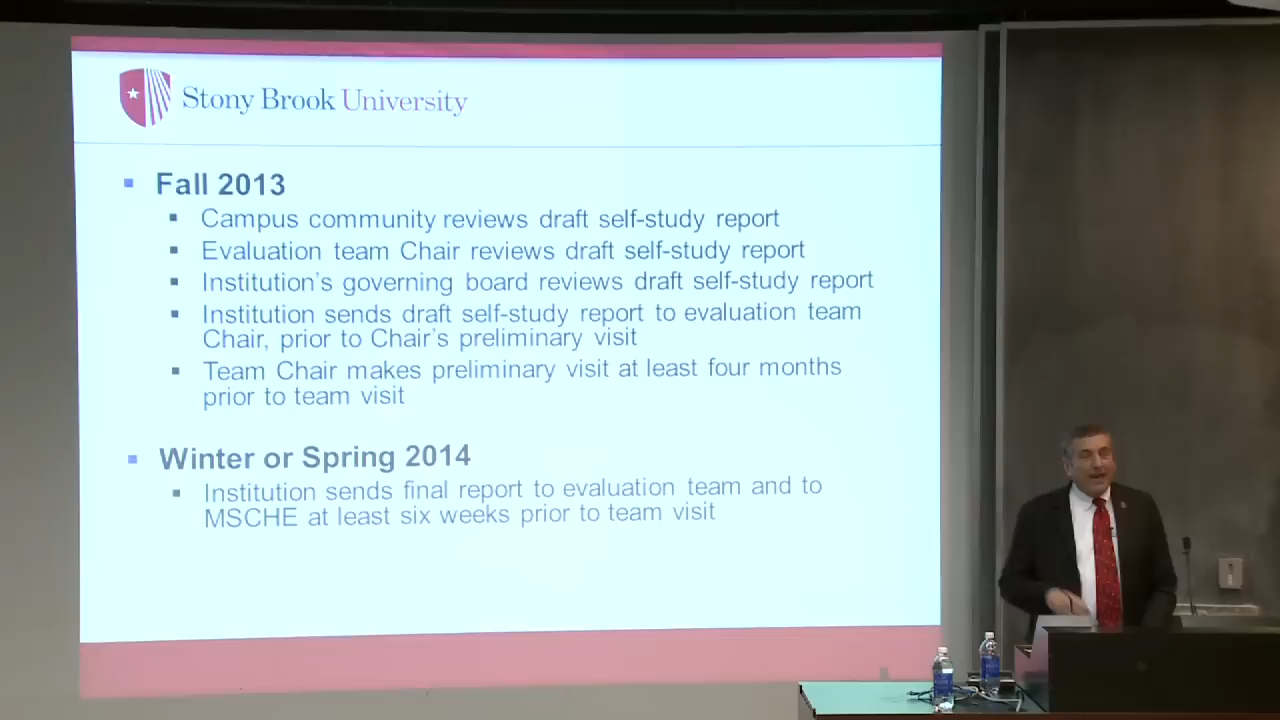 Stony Brook University
Fall 2013
Campus community reviews draft self-study report
Evaluation team Chair reviews draft self-study report
Institution's governing board reviews draft self-study report
Institution sends draft self-study report to evaluation team
Chair, prior to Chair's preliminary visit
Team Chair makes preliminary visit at least four months
prior to team visit
Winter or Spring 2014
Institution sends final report to evaluation team and to
MSCHE at least six weeks prior to team visit